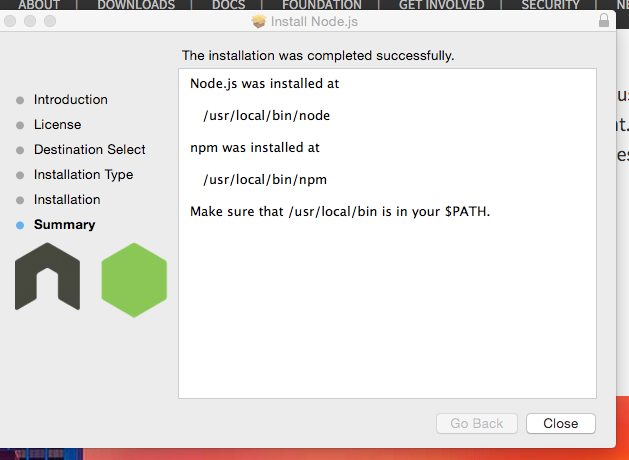 ABOUT | DOWNLOADS | DOCS | FOUNDATION | GET INVOLVED | SECURITY |
Install Node.js
The installation was completed successfully.
Introduction
License
Destination Select
Installation Type
Installation
Summary
Node.js was installed at
/usr/local/bin/node
npm was installed at
/usr/local/bin/npm
Make sure that /usr/local/bin is in your $PATH.
Go Back
Close